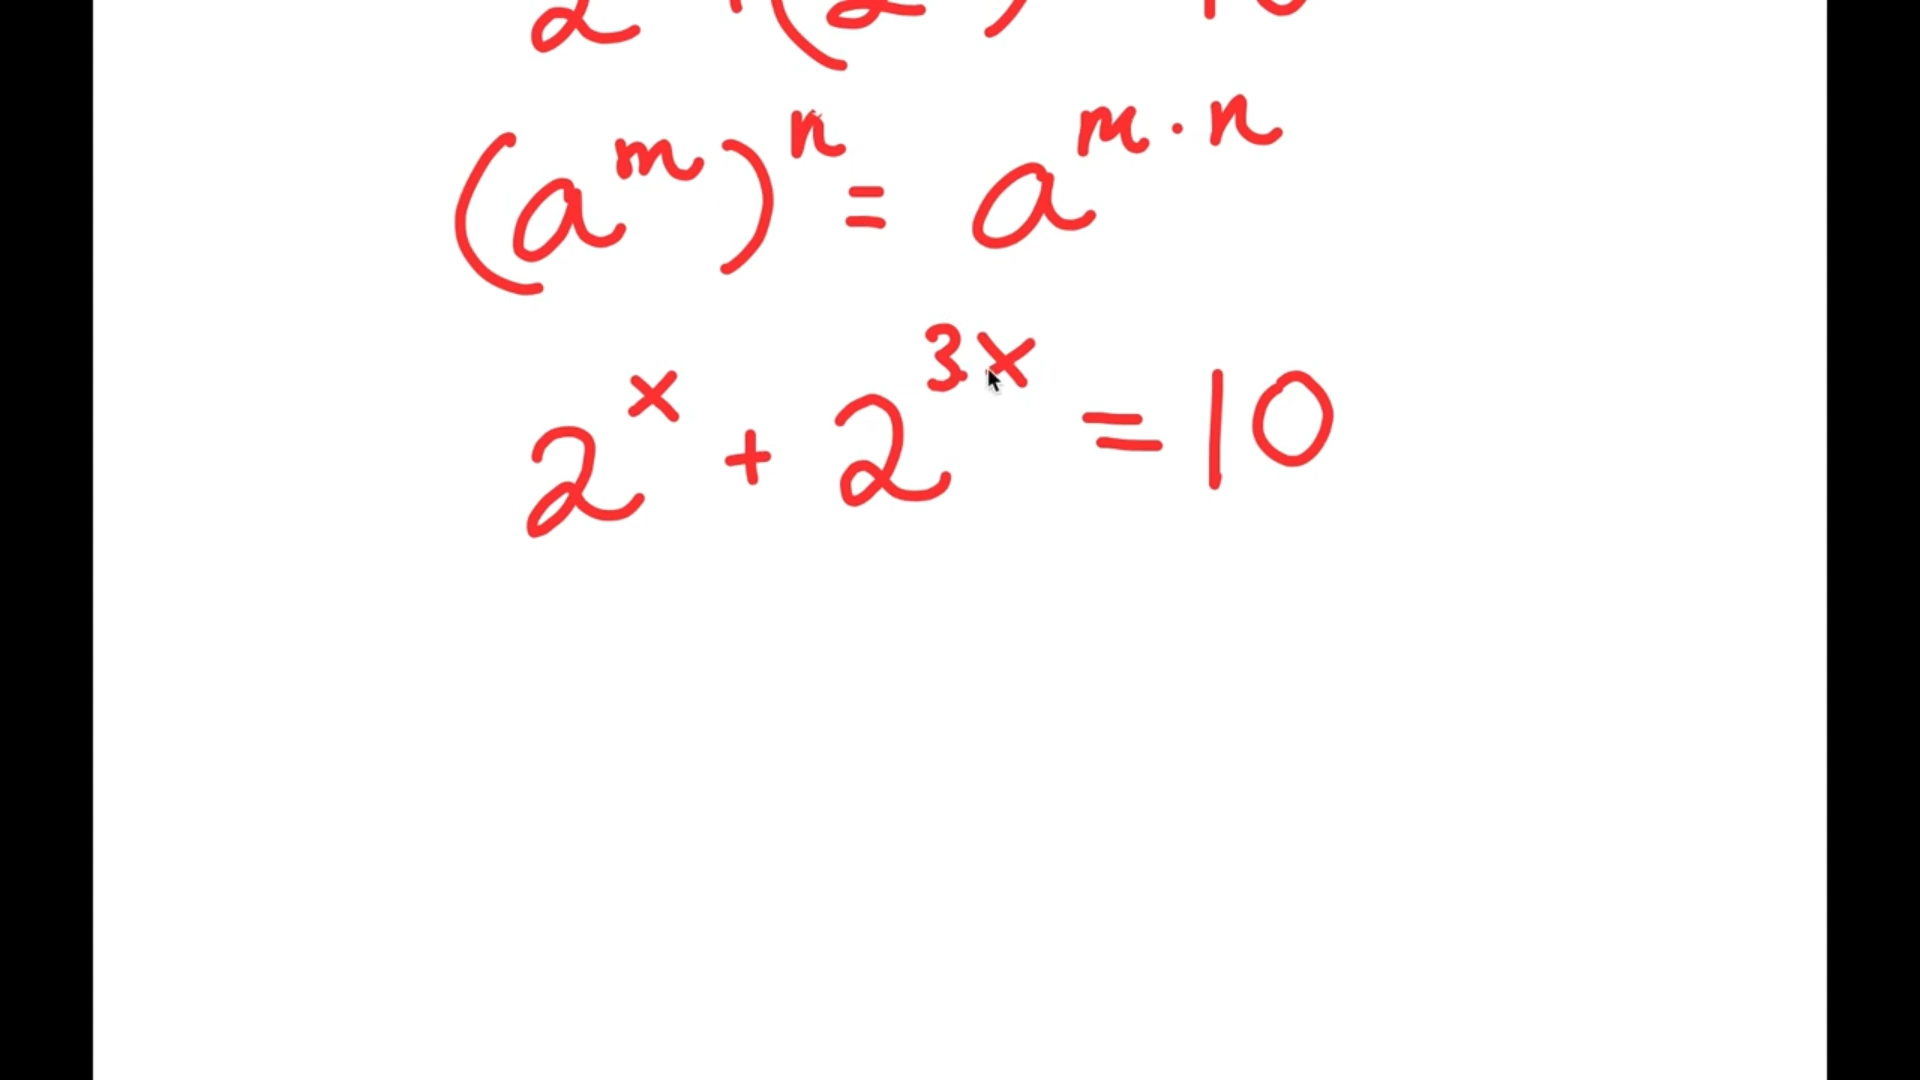 (a^m)^n = a^{m·n}
2^x + 2^{3x} = 10